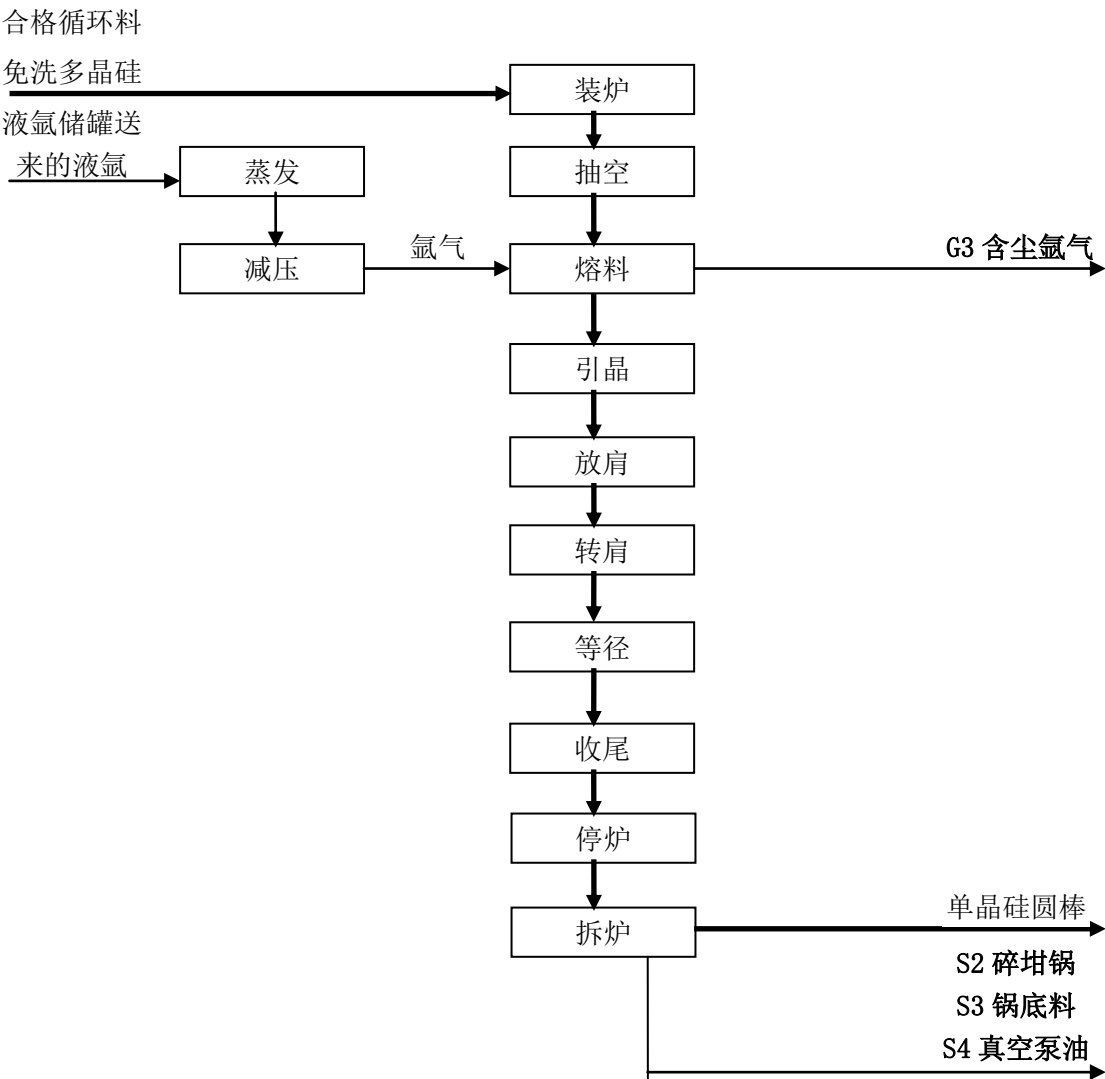 合格循环料
免洗多晶硅
装炉
液氩储罐送
来的液氩
蒸发
抽空
减压
氩气
熔料
G3 含尘氩气
引晶
放肩
转肩
等径
收尾
停炉
拆炉
单晶硅圆棒
S2 碎坩锅
S3 锅底料
S4 真空泵油